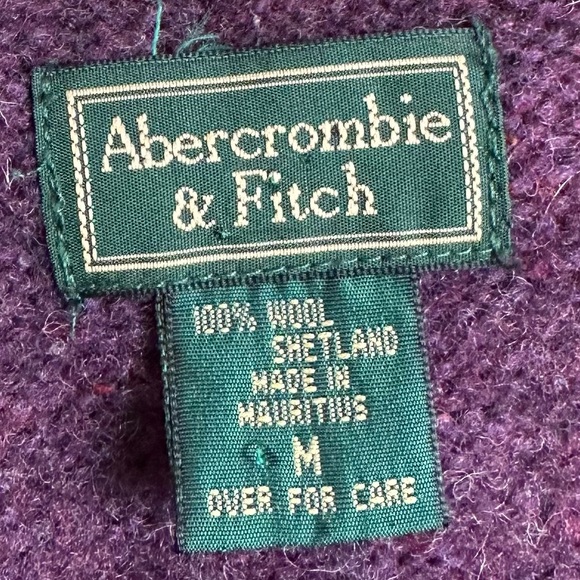 Abercrombie
& Fitch
100% WOOL
SHETLAND
MADE IN
MAURITIUS
M
OVER FOR CARE